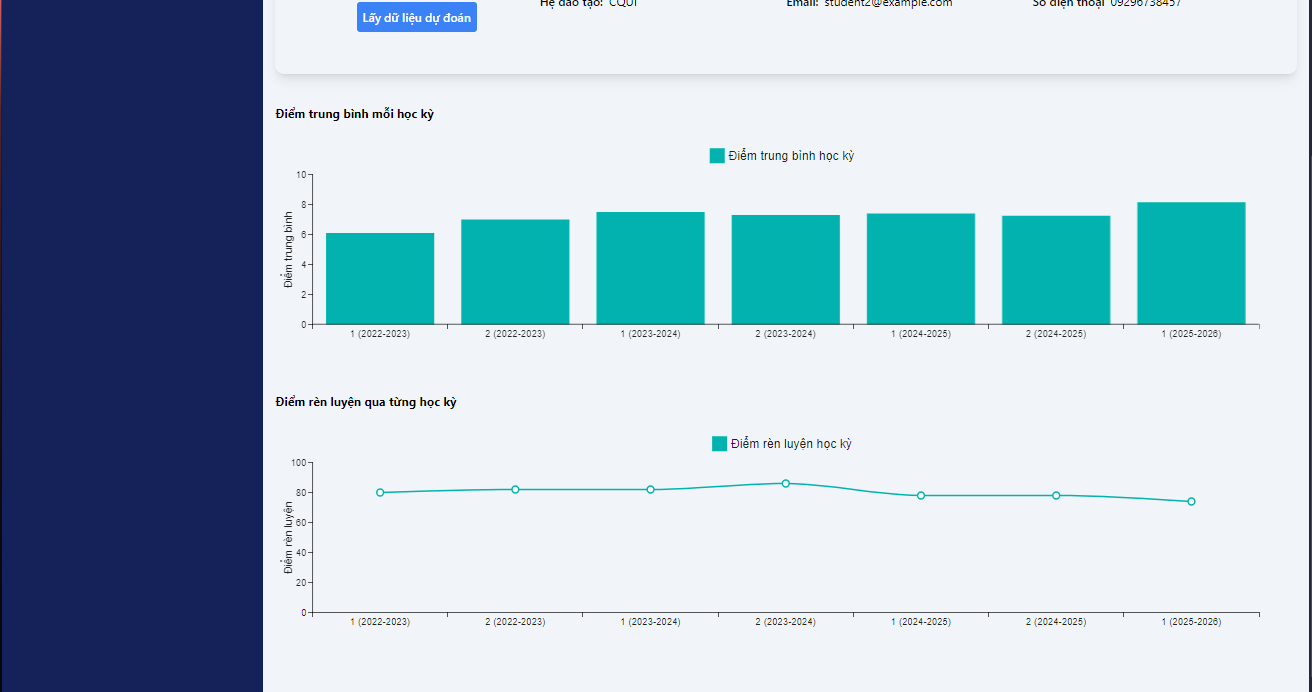 Hệ đào tạo: CQUI
Email: student2@example.com
Số điện thoại 09296738457
Lấy dữ liệu dự đoán
Điểm trung bình mỗi học kỳ
Điểm trung bình học kỳ
Điểm trung bình
10
8
6
4
2
0
1 (2022-2023)
2 (2022-2023)
1 (2023-2024)
2 (2023-2024)
1 (2024-2025)
2 (2024-2025)
1 (2025-2026)
Điểm rèn luyện qua từng học kỳ
Điểm rèn luyện học kỳ
Điểm rèn luyện
100
80
60
40
20
0
1 (2022-2023)
2 (2022-2023)
1 (2023-2024)
2 (2023-2024)
1 (2024-2025)
2 (2024-2025)
1 (2025-2026)